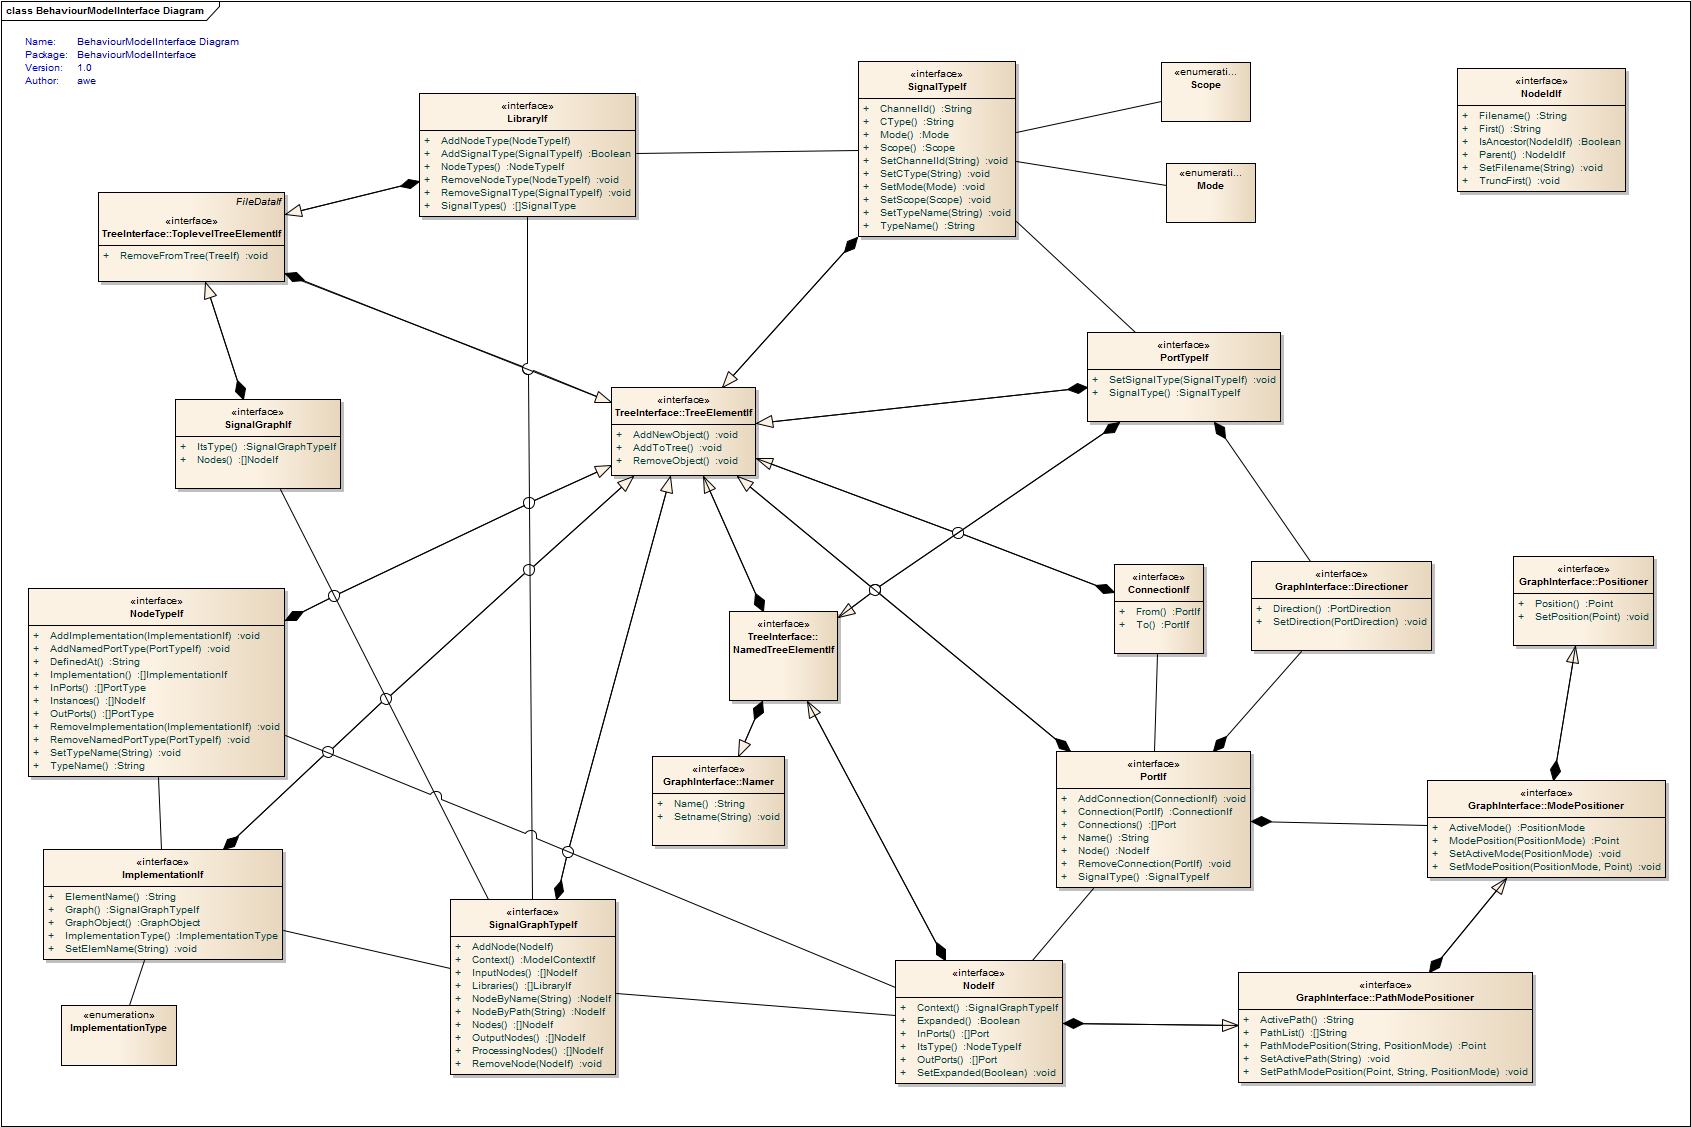 class BehaviourModelInterface Diagram
Name: BehaviourModelInterface Diagram
Package: BehaviourModelInterface
Version: 1.0
Author: awe
«interface»
LibraryIf
+ AddNodeType(NodeTypeIf)
+ AddSignalType(SignalTypeIf) :Boolean
+ NodeTypes() :NodeTypeIf
+ RemoveNodeType(NodeTypeIf) :void
+ RemoveSignalType(SignalTypeIf) :void
+ SignalTypes() :[]SignalType
«interface»
SignalTypeIf
+ ChannelId() :String
+ CType() :String
+ Mode() :Mode
+ Scope() :Scope
+ SetChannelId(String) :void
+ SetCType(String) :void
+ SetMode(Mode) :void
+ SetScope(Scope) :void
+ SetTypeName(String) :void
+ TypeName() :String
«enumerati...
Scope
«enumerati...
Mode
«interface»
NodeIdIf
+ Filename() :String
+ First() :String
+ IsAncestor(NodeIdIf) :Boolean
+ Parent() :NodeIdIf
+ SetFilename(String) :void
+ TruncFirst() :void
FileDataIf
«interface»
TreeInterface::ToplevelTreeElementIf
+ RemoveFromTree(TreeIf) :void
«interface»
PortTypeIf
+ SetSignalType(SignalTypeIf) :void
+ SignalType() :SignalTypeIf
«interface»
SignalGraphIf
+ ItsType() :SignalGraphTypeIf
+ Nodes() :[]NodeIf
«interface»
TreeInterface::TreeElementIf
+ AddNewObject() :void
+ AddToTree() :void
+ RemoveObject() :void
«interface»
NodeTypeIf
+ AddImplementation(ImplementationIf) :void
+ AddNamedPortType(PortTypeIf) :void
+ DefinedAt() :String
+ Implementation() :[]ImplementationIf
+ InPorts() :[]PortType
+ Instances() :[]NodeIf
+ OutPorts() :[]PortType
+ RemoveImplementation(ImplementationIf) :void
+ RemoveNamedPortType(PortTypeIf) :void
+ SetTypeName(String) :void
+ TypeName() :String
«interface»
TreeInterface::
NamedTreeElementIf
«interface»
ConnectionIf
+ From() :PortIf
+ To() :PortIf
«interface»
GraphInterface::Directioner
+ Direction() :PortDirection
+ SetDirection(PortDirection) :void
«interface»
GraphInterface::Positioner
+ Position() :Point
+ SetPosition(Point) :void
«interface»
GraphInterface::Namer
+ Name() :String
+ Setname(String) :void
«interface»
PortIf
+ AddConnection(ConnectionIf) :void
+ Connection(PortIf) :ConnectionIf
+ Connections() :[]Port
+ Name() :String
+ Node() :NodeIf
+ RemoveConnection(PortIf) :void
+ SignalType() :SignalTypeIf
«interface»
GraphInterface::ModePositioner
+ ActiveMode() :PositionMode
+ ModePosition(PositionMode) :Point
+ SetActiveMode(PositionMode) :void
+ SetModePosition(PositionMode, Point) :void
«interface»
ImplementationIf
+ ElementName() :String
+ Graph() :SignalGraphTypeIf
+ GraphObject() :GraphObject
+ ImplementationType() :ImplementationType
+ SetElemName(String) :void
«enumeration»
ImplementationType
«interface»
SignalGraphTypeIf
+ AddNode(NodeIf)
+ Context() :ModelContextIf
+ InputNodes() :[]NodeIf
+ Libraries() :[]LibraryIf
+ NodeByName(String) :NodeIf
+ NodeByPath(String) :NodeIf
+ Nodes() :[]NodeIf
+ OutputNodes() :[]NodeIf
+ ProcessingNodes() :[]NodeIf
+ RemoveNode(NodeIf) :void
«interface»
NodeIf
+ Context() :SignalGraphTypeIf
+ Expanded() :Boolean
+ InPorts() :[]Port
+ ItsType() :NodeTypeIf
+ OutPorts() :[]Port
+ SetExpanded(Boolean) :void
«interface»
GraphInterface::PathModePositioner
+ ActivePath() :String
+ PathList() :[]String
+ PathModePosition(String, PositionMode) :Point
+ SetActivePath(String) :void
+ SetPathModePosition(Point, String, PositionMode) :void